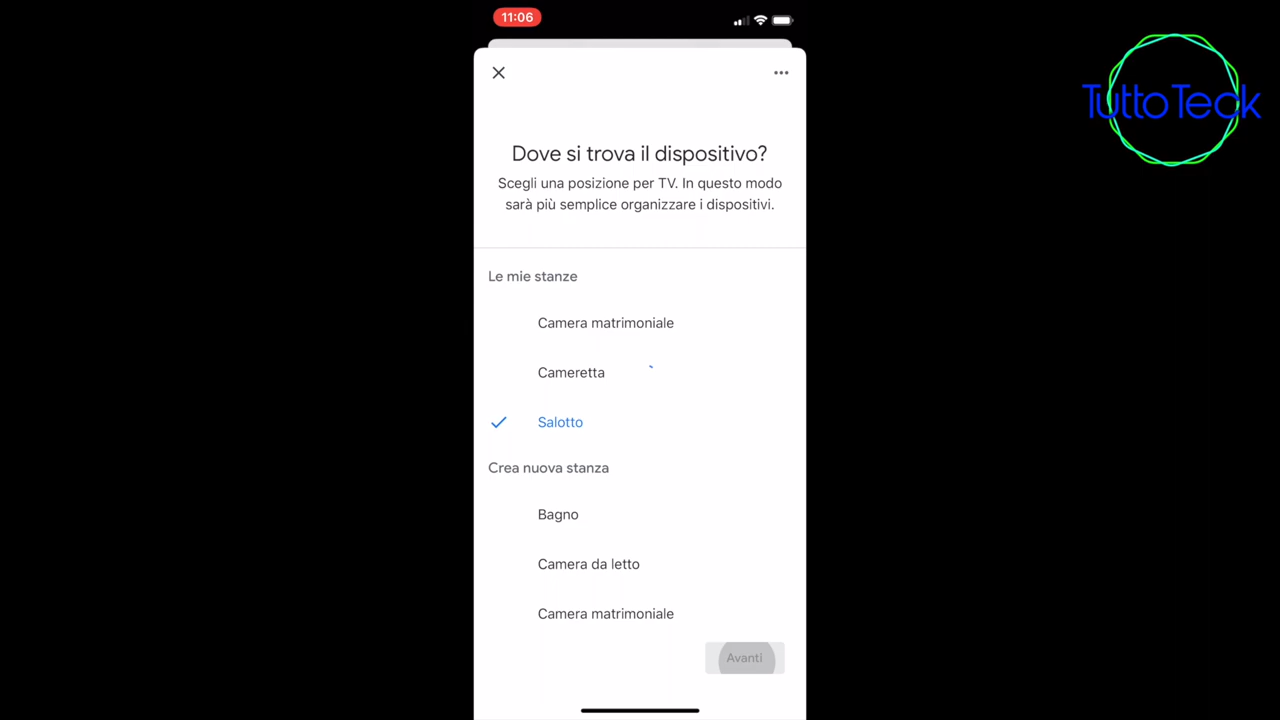 11:06
TuttoTeck
Dove si trova il dispositivo?
Scegli una posizione per TV. In questo modo
sarà più semplice organizzare i dispositivi.
Le mie stanze
Camera matrimoniale
Cameretta
Salotto
Crea nuova stanza
Bagno
Camera da letto
Camera matrimoniale
Avanti